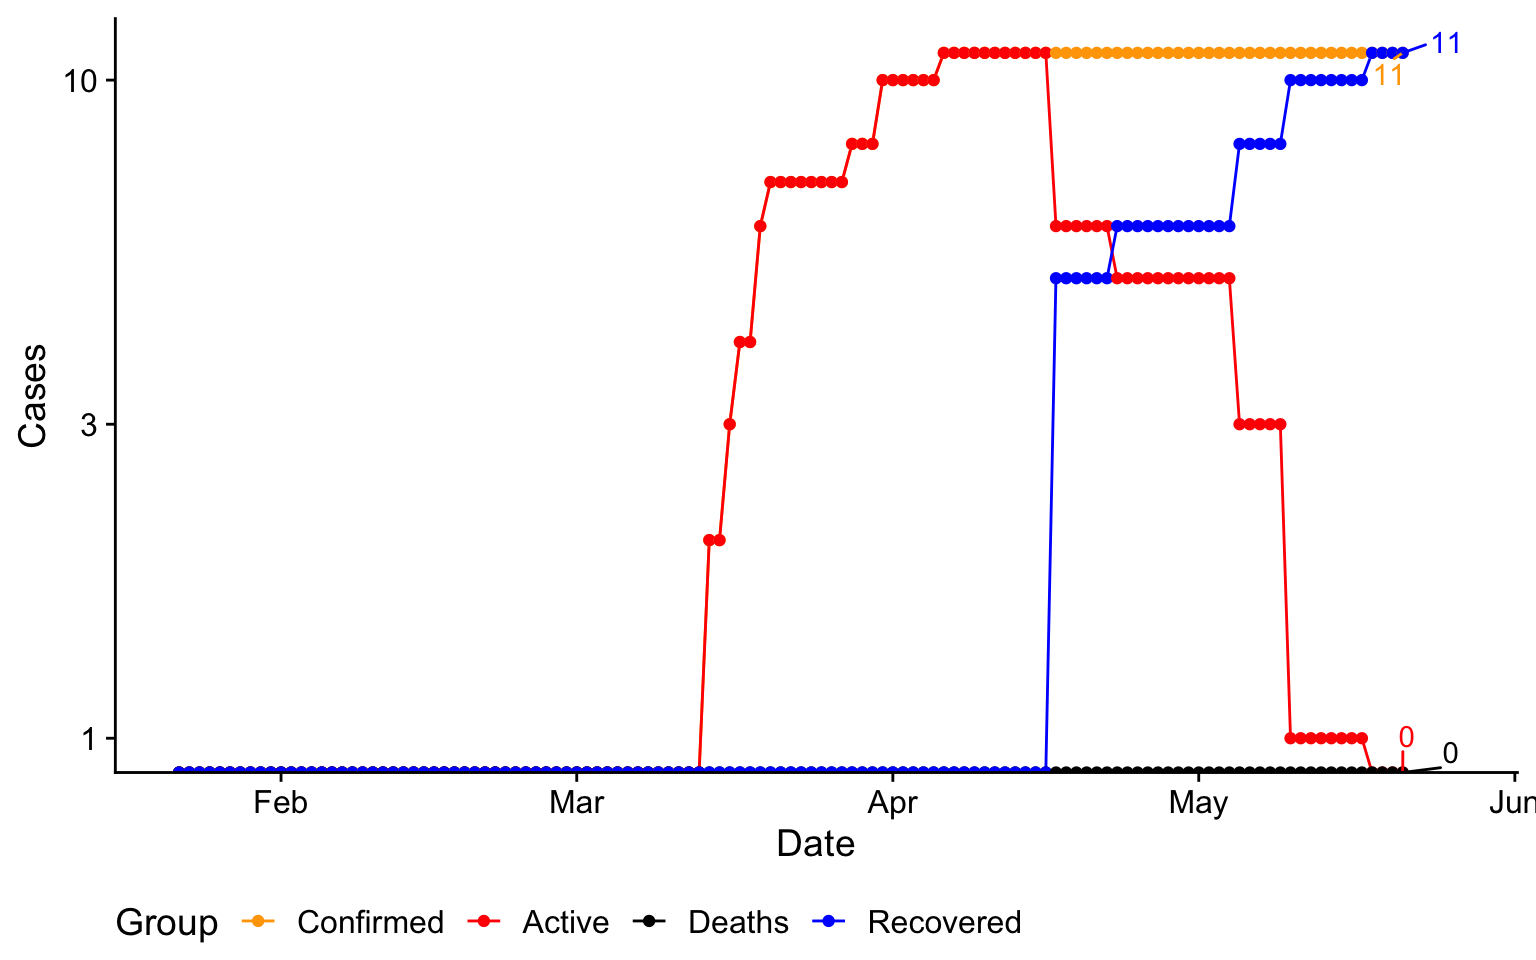 11
11
10
3
1
Cases
0
0
Feb Mar Apr May Jun
Date
Group Confirmed Active Deaths Recovered